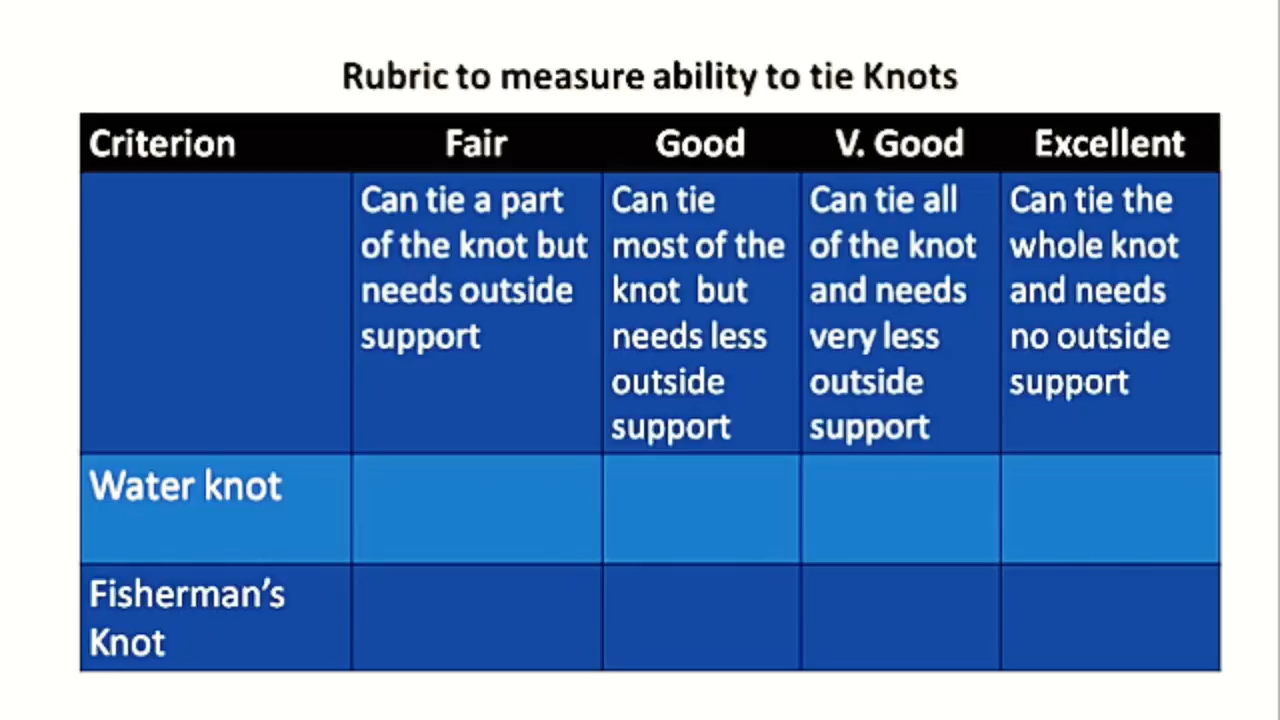 Rubric to measure ability to tie Knots
Criterion Fair Good V. Good Excellent
Can tie a part
of the knot but
needs outside
support
Can tie
most of the
knot but
needs less
outside
support
Can tie all
of the knot
and needs
very less
outside
support
Can tie the
whole knot
and needs
no outside
support
Water knot
Fisherman’s
Knot